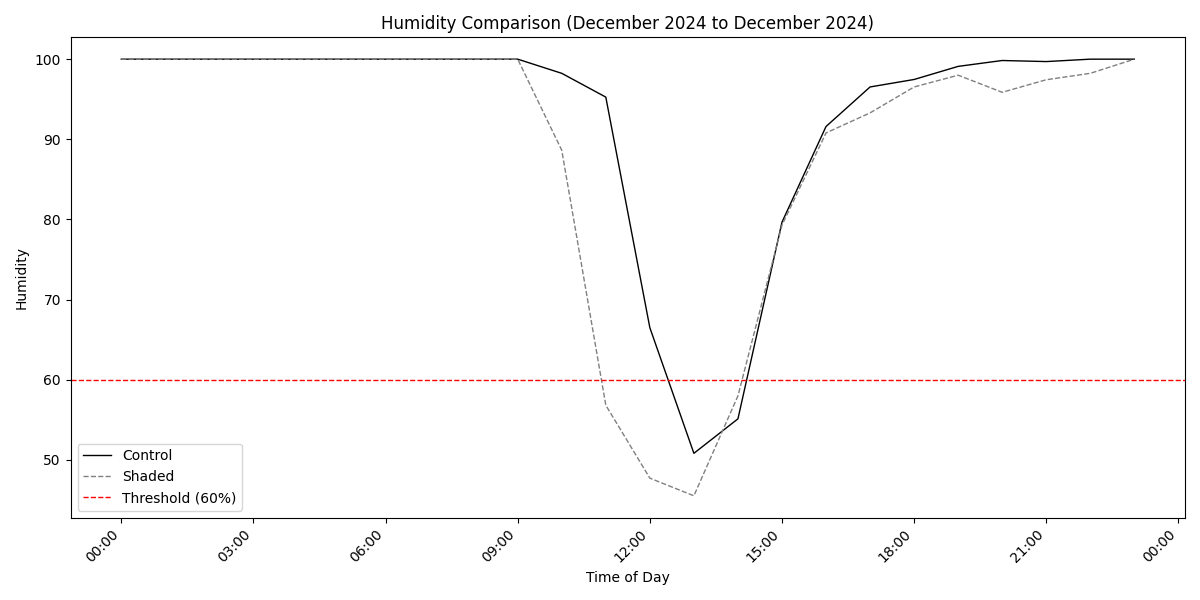 Humidity Comparison (December 2024 to December 2024)
100
90
80
70
60
50
Humidity
Control
Shaded
Threshold (60%)
00:00
03:00
06:00
09:00
12:00
15:00
18:00
21:00
00:00
Time of Day